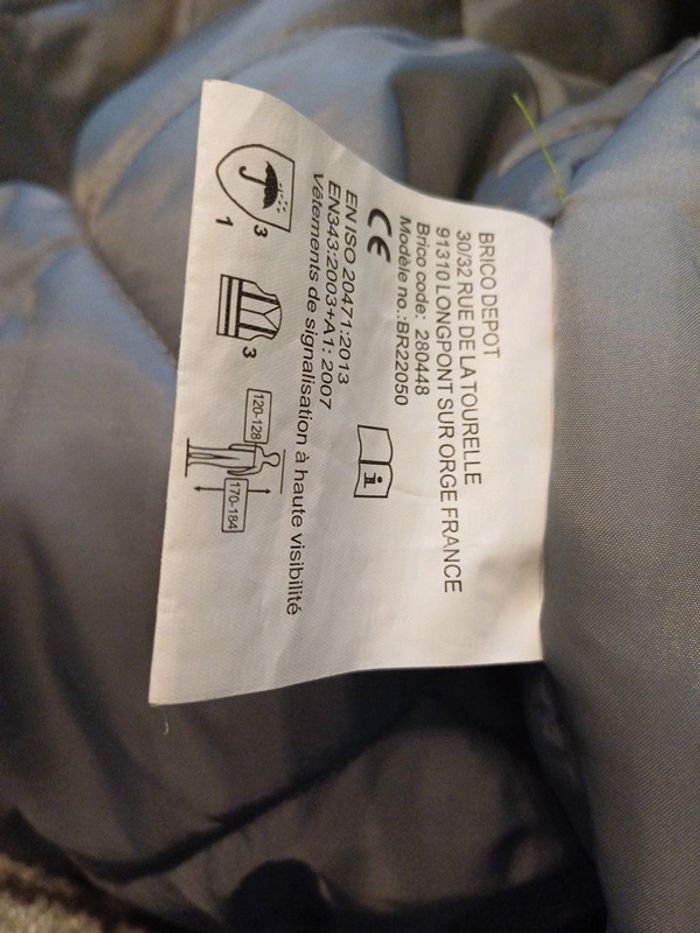 BRICO DEPOT
30/32 RUE DE LA TOURELLE
91310 LONGPONT SUR ORGE FRANCE
Brico code: 280448
Modèle no.:BR22050
CE
i
EN ISO 20471:2013
EN343:2003+A1: 2007
Vêtements de signalisation à haute visibilité
3
1
3
120-128
170-184